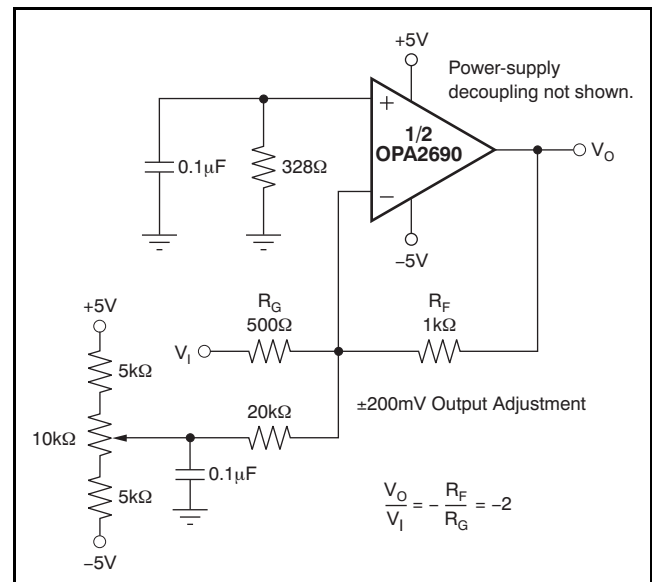 +5V
Power-supply
decoupling not shown.
+
1/2
OPA2690
−
V_O
0.1μF
328Ω
−5V
+5V
R_G
500Ω
R_F
1kΩ
V_I
5kΩ
20kΩ
±200mV Output Adjustment
10kΩ
0.1μF
5kΩ
−5V
V_O/V_I = − R_F/R_G = −2